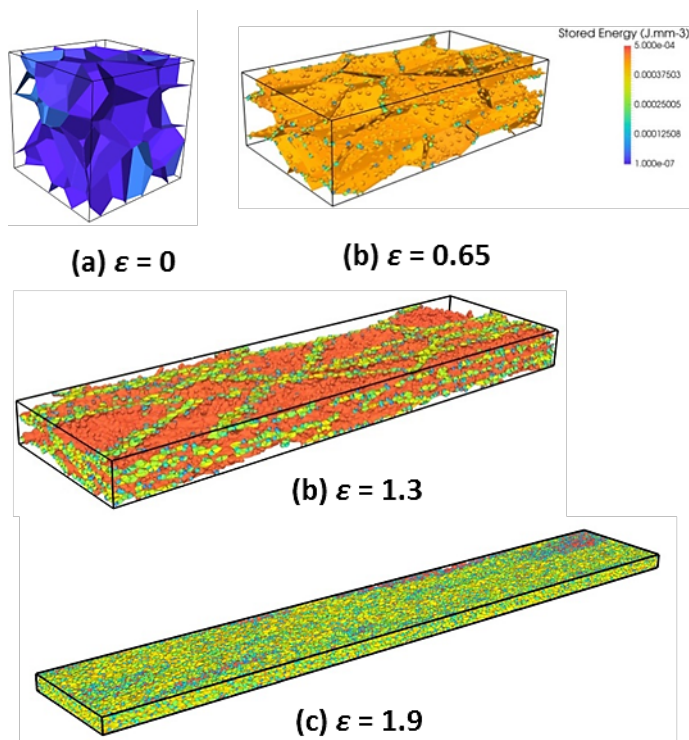 Stored Energy (J.mm-3)
5.000e-04
0.00037503
0.00025005
0.00012508
1.000e-07
(a) ε = 0
(b) ε = 0.65
(b) ε = 1.3
(c) ε = 1.9